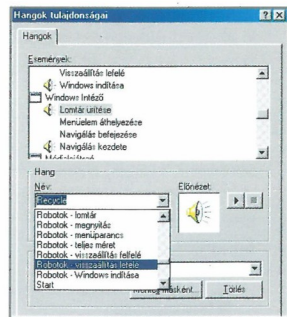 Hangok tulajdonságai
Hangok
Események:
Visszaállítás lefelé
Windows indítása
Windows Intéző
Lomtár ürítése
Menüelem áthelyezése
Navigálás befejezése
Navigálás kezdete
Médialejátszó
Hang
Név:
Előnézet:
Recycle
Robotok - lomtár
Robotok - megnyitás
Robotok - menüparancs
Robotok - teljes méret
Robotok - visszaállítás felfelé
Robotok - visszaállítás lefelé
Robotok - Windows indítása
Start
másként...
Törlés